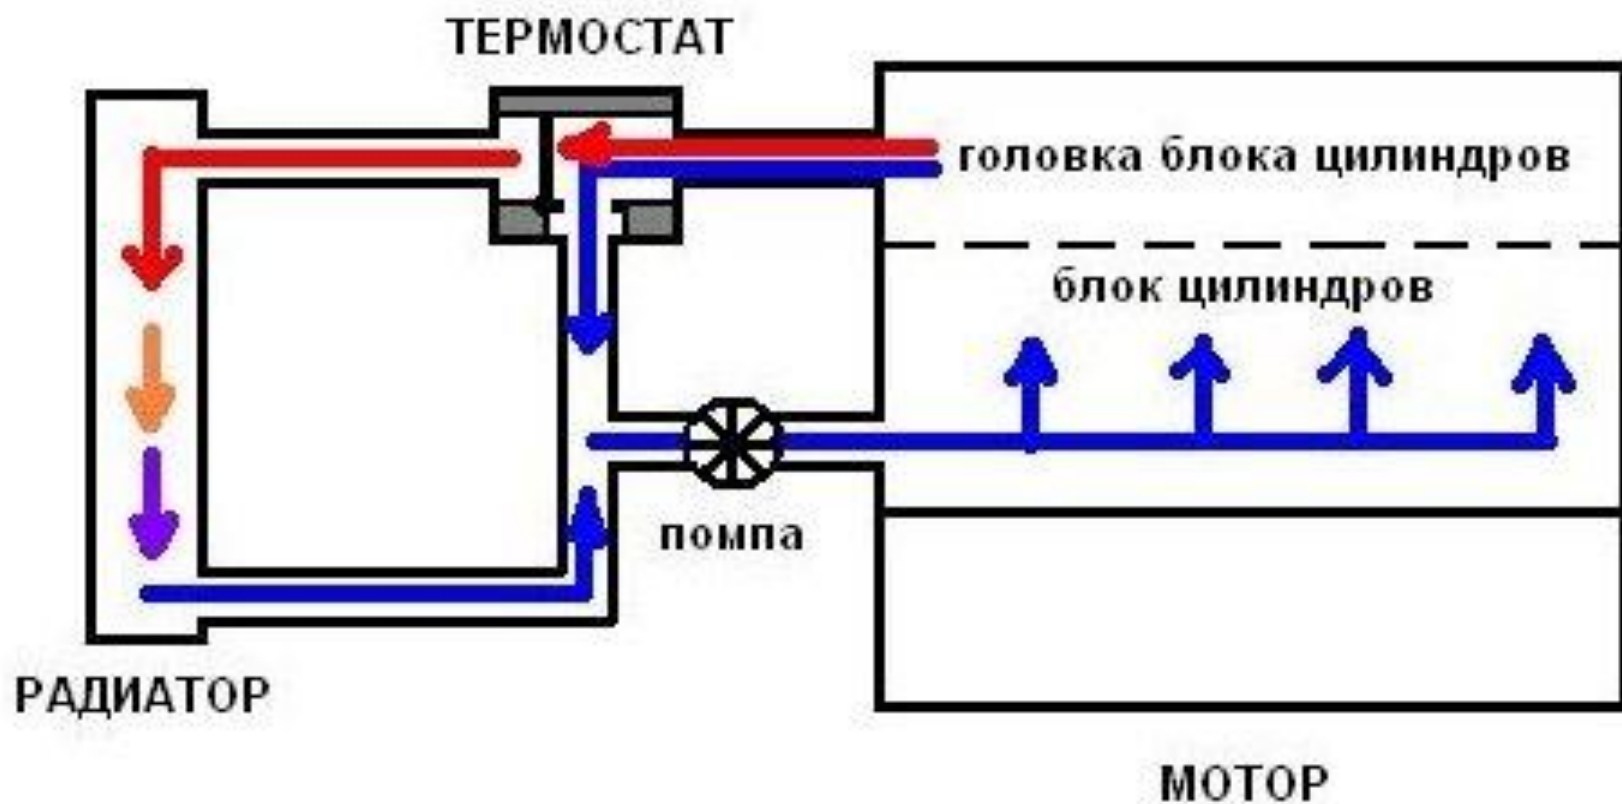 ТЕРМОСТАТ
головка блока цилиндров
блок цилиндров
помпа
РАДИАТОР
МОТОР